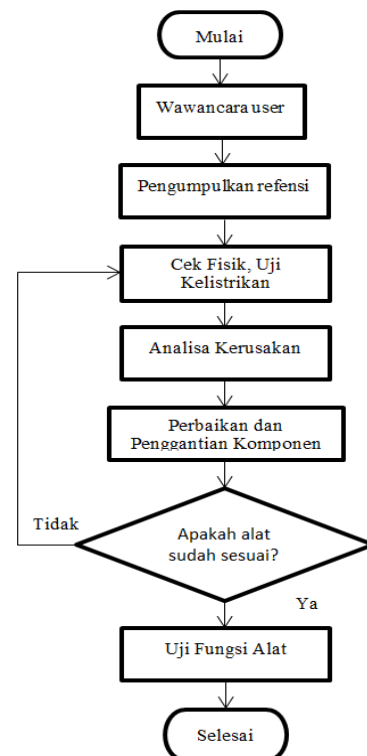 Mulai
Wawancara user
Pengumpulkan refensi
Cek Fisik, Uji
Kelistrikan
Analisa Kerusakan
Perbaikan dan
Penggantian Komponen
Apakah alat
sudah sesuai?
Tidak
Ya
Uji Fungsi Alat
Selesai